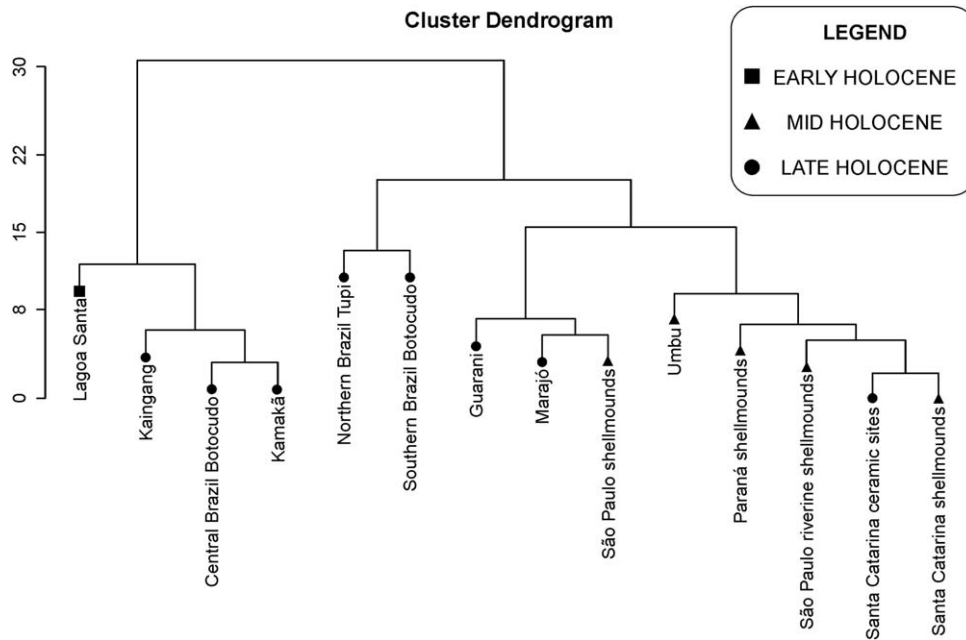 Cluster Dendrogram
LEGEND
EARLY HOLOCENE
MID HOLOCENE
LATE HOLOCENE
30
22
15
8
0
Lagoa Santa
Kaingang
Central Brazil Botocudo
Kamakã
Northern Brazil Tupi
Southern Brazil Botocudo
Guarani
Marajó
São Paulo shellmounds
Umbu
Paraná shellmounds
São Paulo riverine shellmounds
Santa Catarina ceramic sites
Santa Catarina shellmounds